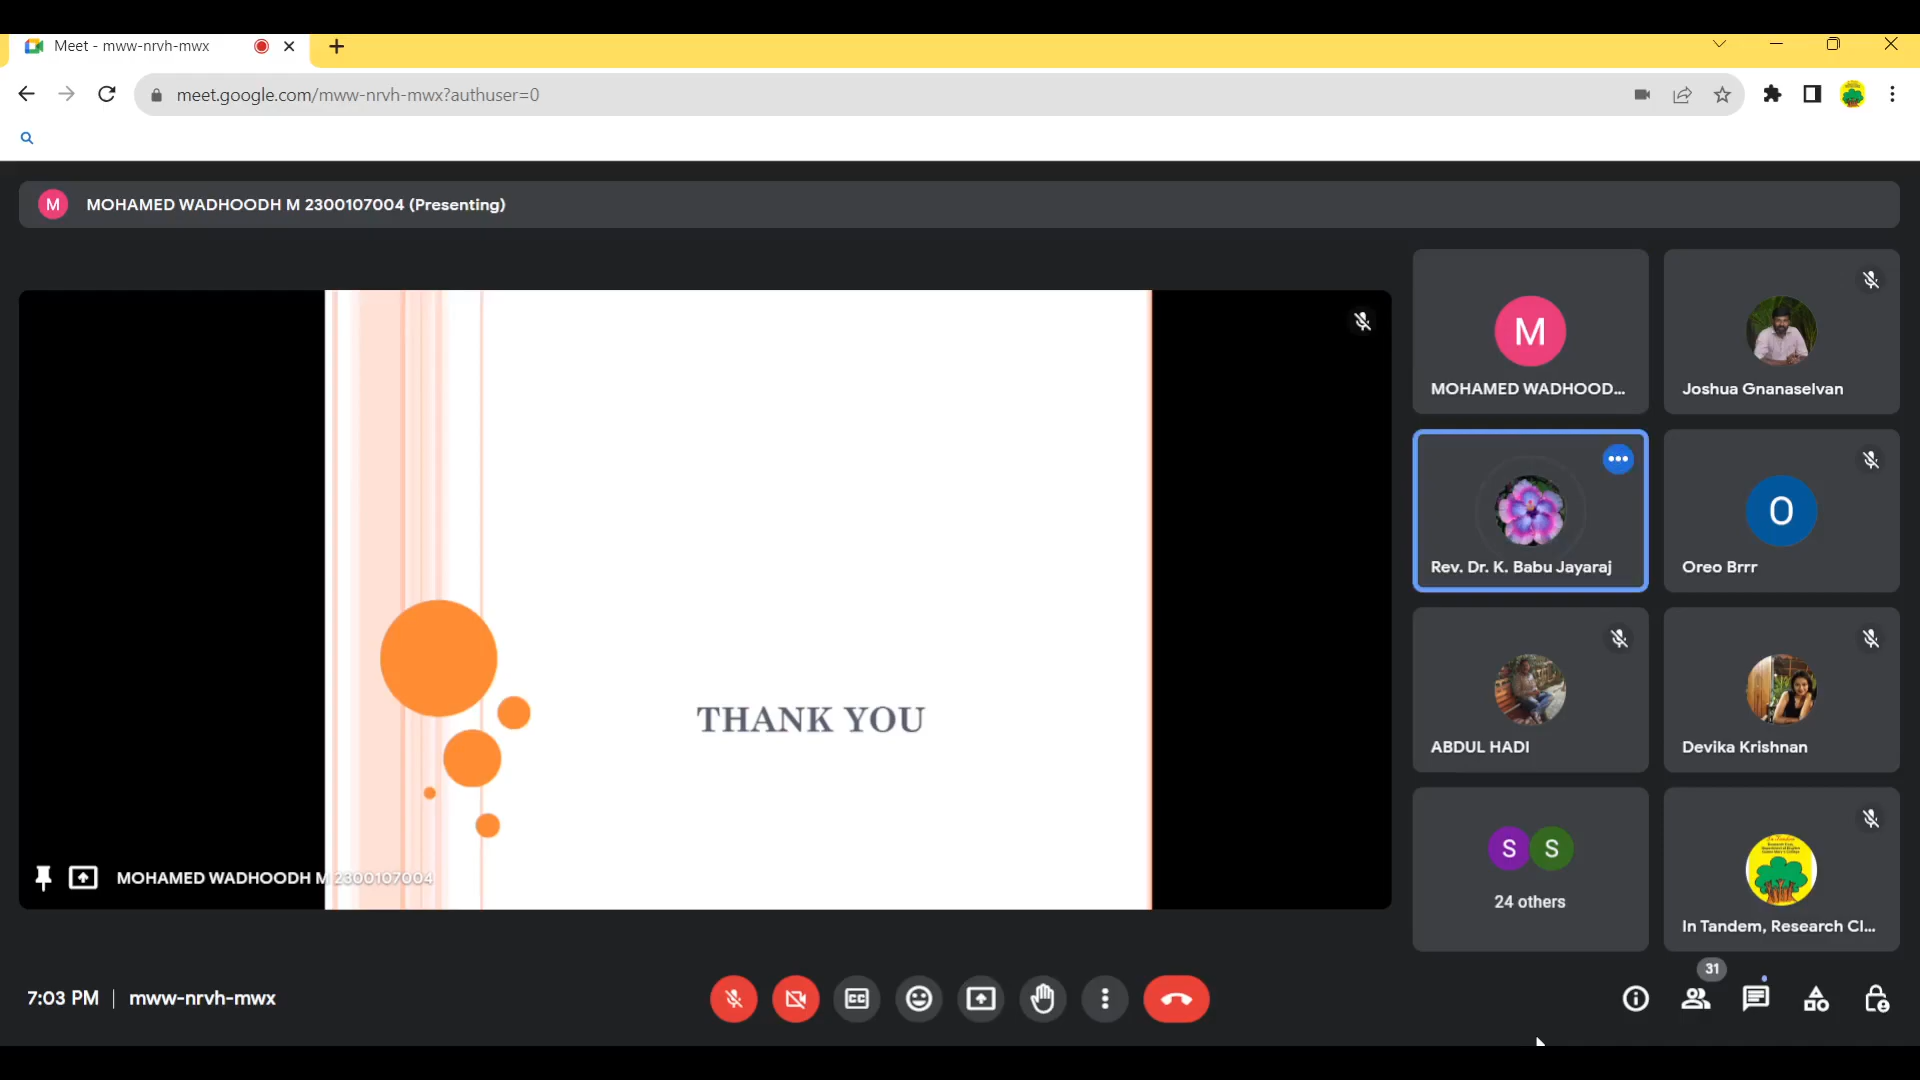 Meet - mww-nrvh-mwx
meet.google.com/mww-nrvh-mwx?authuser=0
M MOHAMED WADHOODH M 2300107004 (Presenting)
THANK YOU
MOHAMED WADHOODH M 2300107004
M
MOHAMED WADHOOD...
Joshua Gnanaselvan
Rev. Dr. K. Babu Jayaraj
O
Oreo Brrr
ABDUL HADI
Devika Krishnan
S S
24 others
In Tandem, Research Cl...
7:03 PM | mww-nrvh-mwx
CC
31